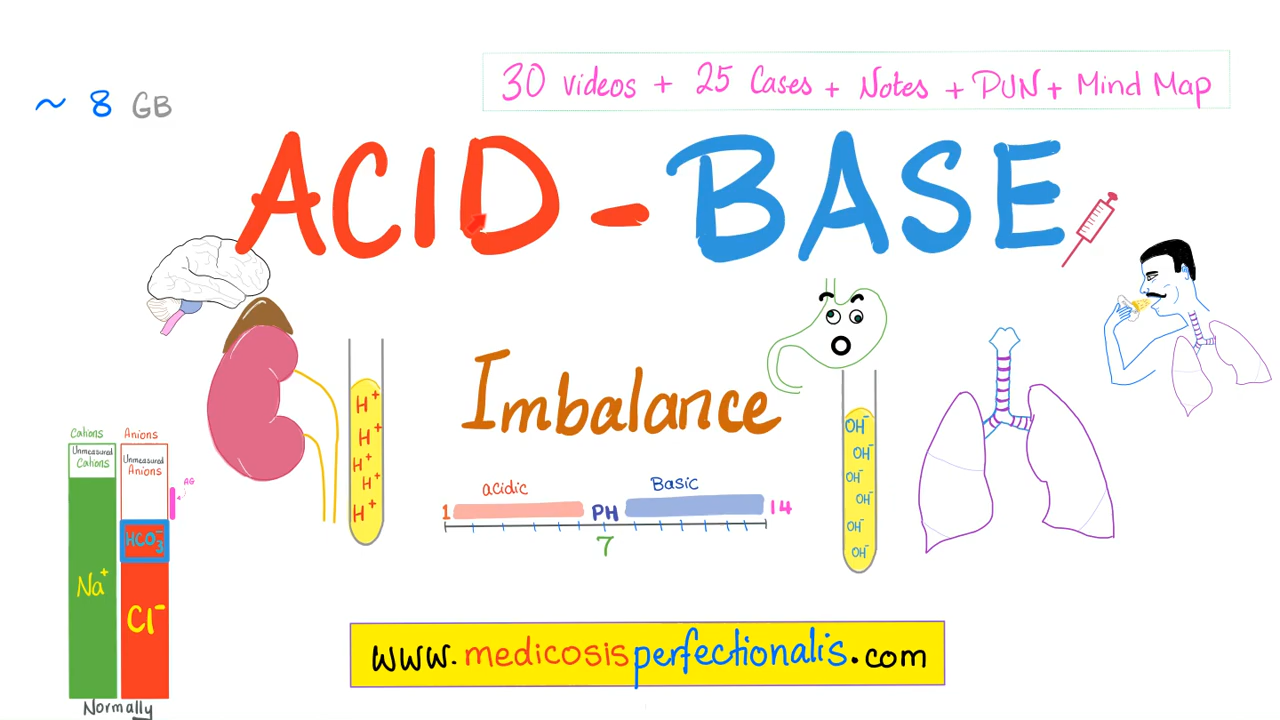 30 videos + 25 Cases + Notes + PUN + Mind Map
~ 8 GB
ACID - BASE
Imbalance
Cations
Anions
Unmeasured
Cations
Unmeasured
Anions
AG
HCO3-
Na+
Cl-
Normally
H+
H+
H+
H+
H+
acidic
Basic
1
PH
14
7
OH-
OH-
OH-
OH-
OH-
OH-
www.medicosisperfectionalis.com